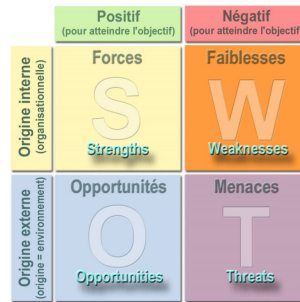 Positif
(pour atteindre l'objectif)
Négatif
(pour atteindre l'objectif)
Origine interne
(organisationnelle)
Forces
S
Strengths
Faiblesses
W
Weaknesses
Origine externe
(origine = environnement)
Opportunités
O
Opportunities
Menaces
T
Threats